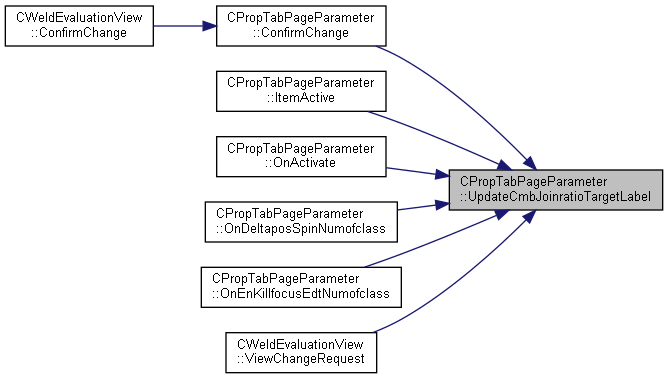 CWeldEvaluationView
::ConfirmChange
CPropTabPageParameter
::ConfirmChange
CPropTabPageParameter
::ItemActive
CPropTabPageParameter
::OnActivate
CPropTabPageParameter
::UpdateCmbJoinratioTargetLabel
CPropTabPageParameter
::OnDeltaposSpinNumofclass
CPropTabPageParameter
::OnEnKillfocusEdtNumofclass
CWeldEvaluationView
::ViewChangeRequest